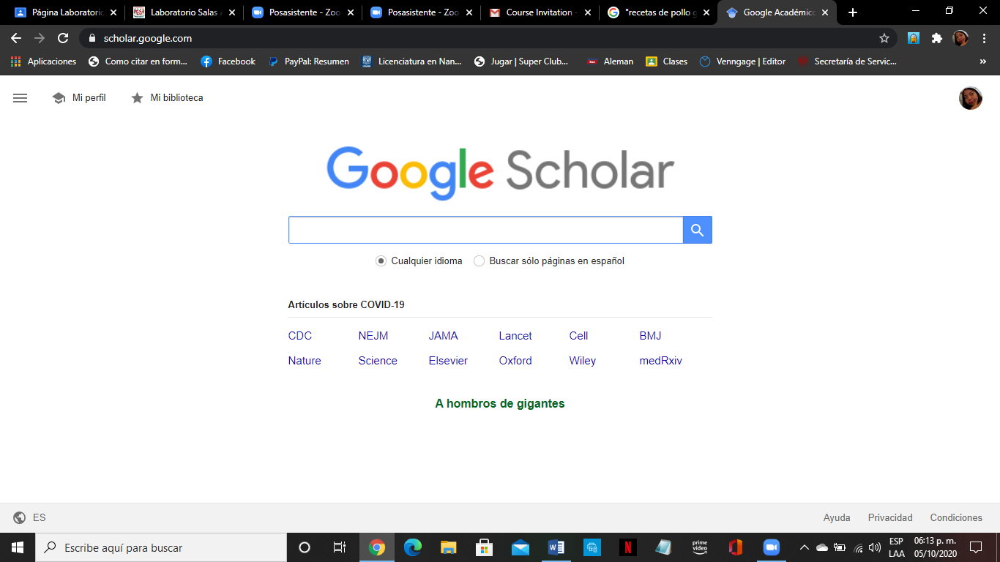 Página Laboratorio
Laboratorio Salas A
Posasistente - Zoo
Posasistente - Zoo
Course Invitation -
"recetas de pollo g
Google Académico
scholar.google.com
Aplicaciones
Como citar en form...
Facebook
PayPal: Resumen
Licenciatura en Nan...
Jugar | Super Club...
Aleman
Clases
Venngage | Editor
Secretaría de Servic...
»
Mi perfil
Mi biblioteca
Google Scholar
Cualquier idioma
Buscar sólo páginas en español
Artículos sobre COVID-19
CDC NEJM JAMA Lancet Cell BMJ
Nature Science Elsevier Oxford Wiley medRxiv
A hombros de gigantes
ES
Ayuda Privacidad Condiciones
Escribe aquí para buscar
prime
video
ESP
LAA
06:13 p. m.
05/10/2020